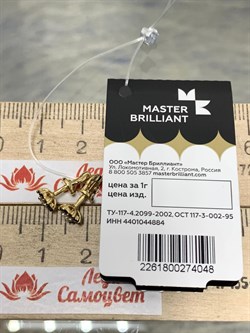 MASTER
BRILLIANT
ООО «Мастер Бриллиант»
Ул. Локомотивная, 2, г. Кострома, Россия
8 800 505 3857 masterbrilliant.com
цена за 1г
цена изд.
ТУ-117-4.2099-2002, ОСТ 117-3-002-95
ИНН 4401044884
2261800274048
Самоцвет